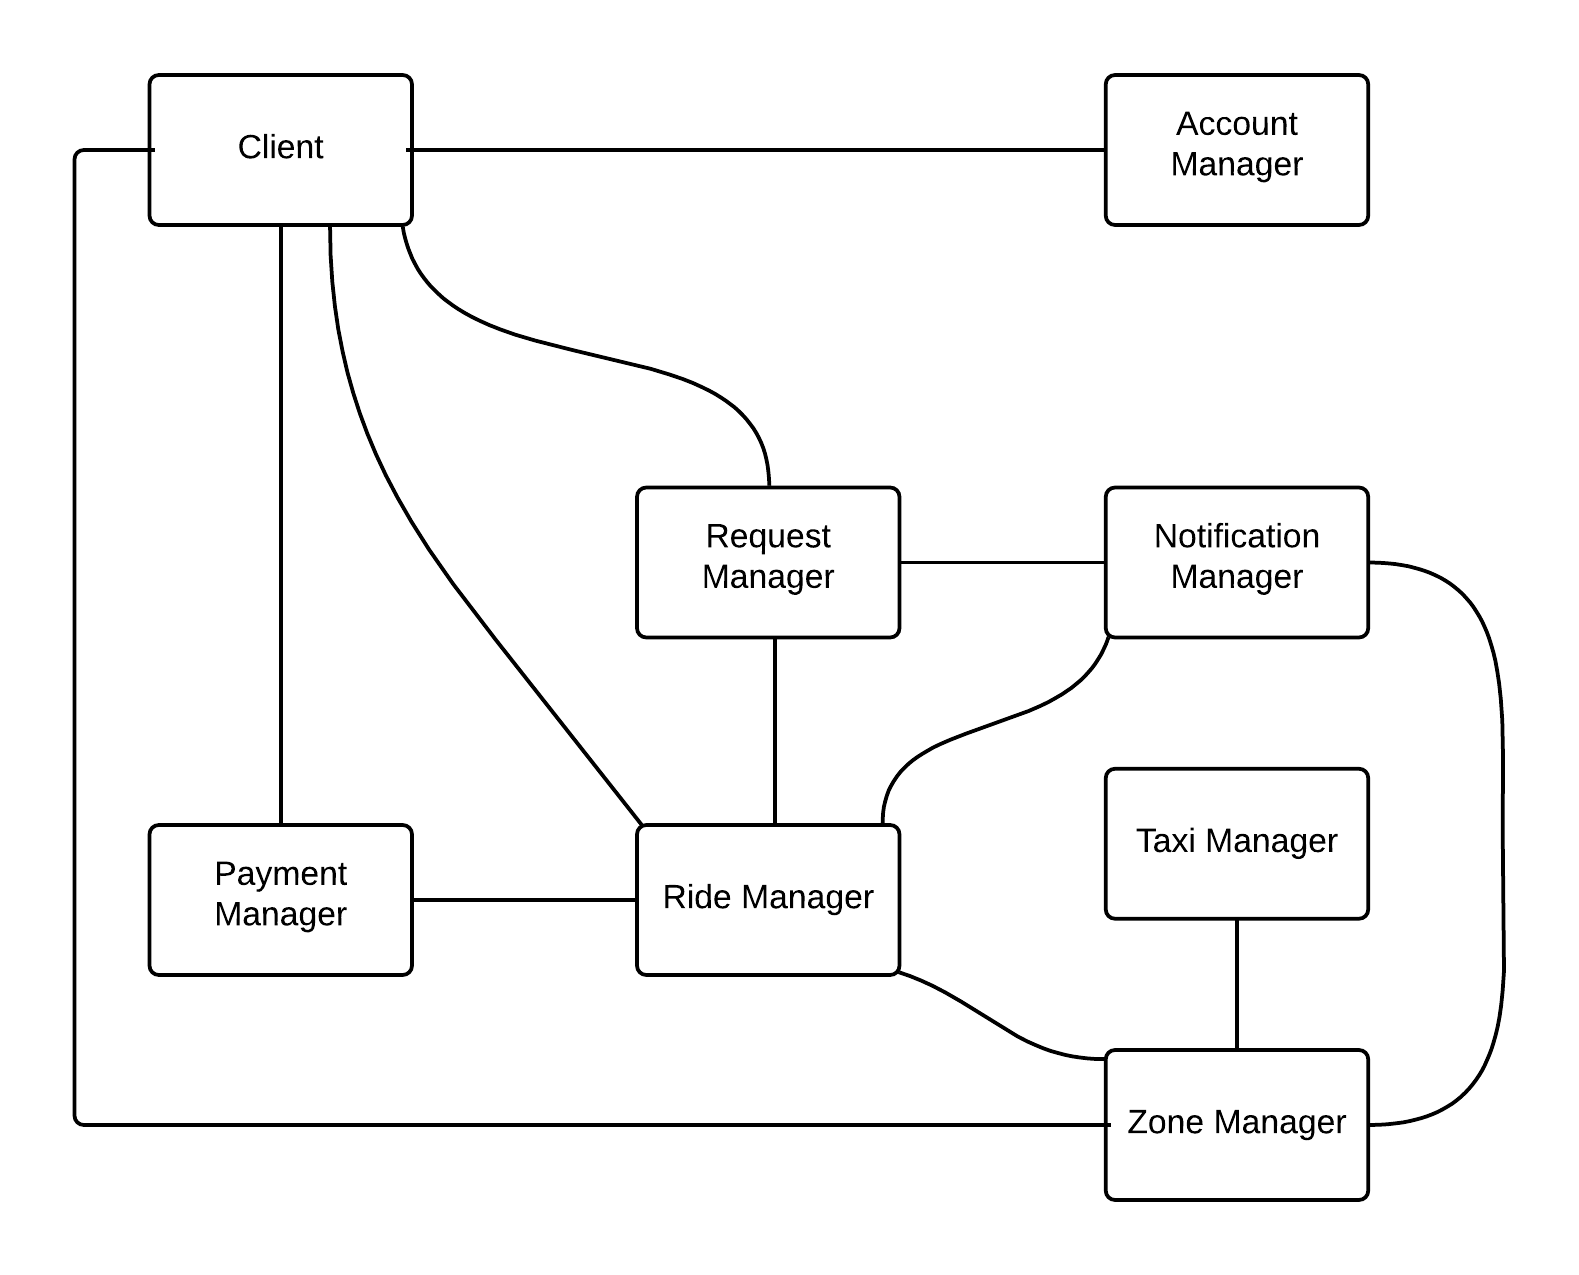 Client
Account
Manager
Request
Manager
Notification
Manager
Taxi Manager
Payment
Manager
Ride Manager
Zone Manager